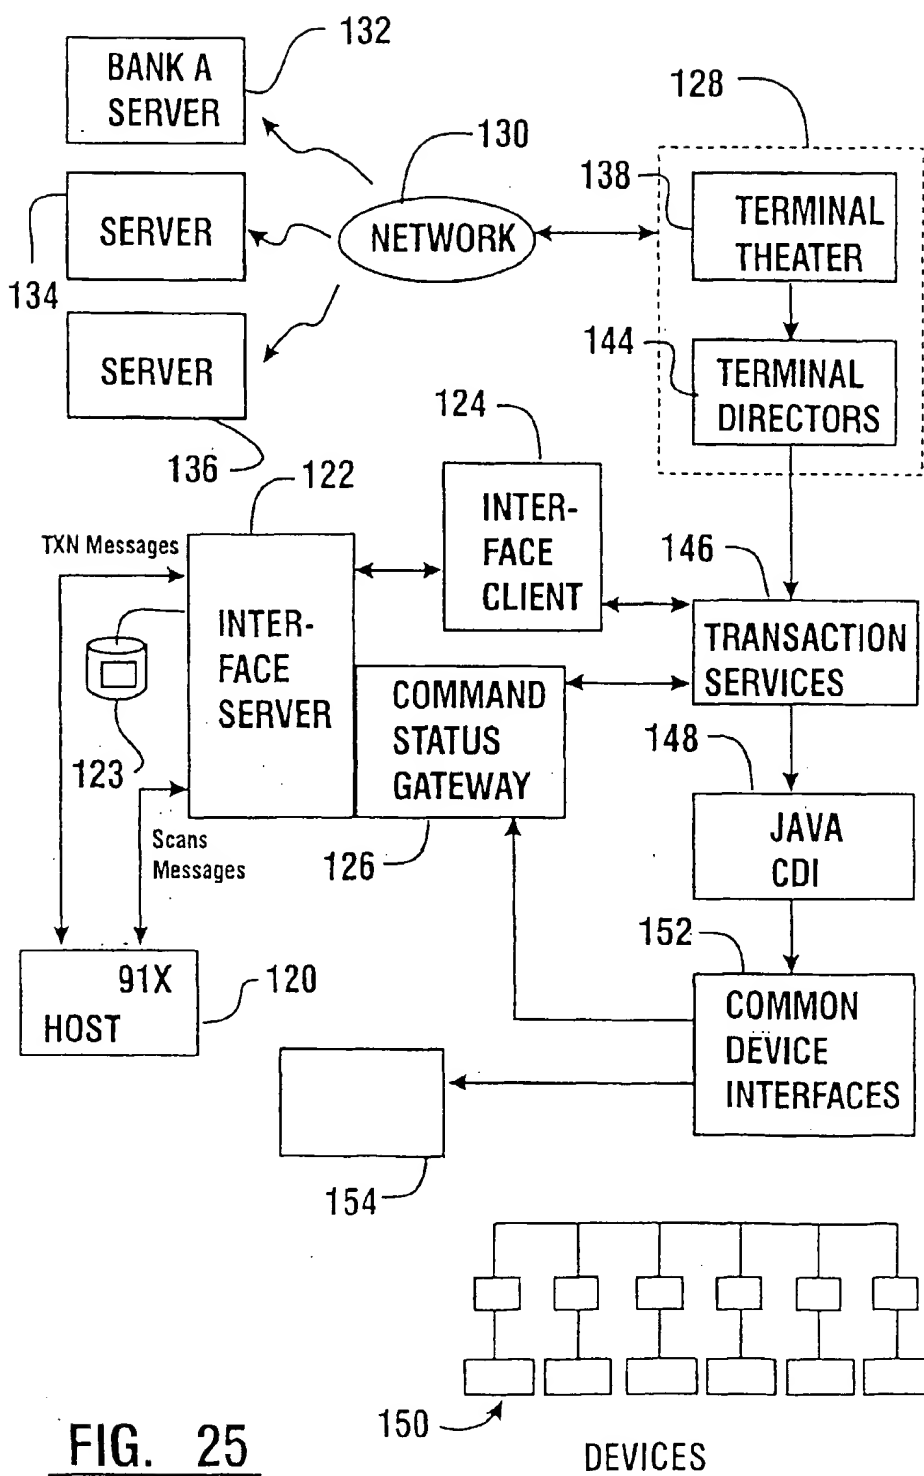 132
BANK A
SERVER
128
130
138
TERMINAL
THEATER
SERVER
NETWORK
134
144
SERVER
TERMINAL
DIRECTORS
124
136
122
INTER-
FACE
CLIENT
TXN Messages
146
INTER-
FACE
SERVER
TRANSACTION
SERVICES
COMMAND
STATUS
GATEWAY
148
123
JAVA
CDI
Scans
Messages
126
152
91X
HOST
120
COMMON
DEVICE
INTERFACES
154
150
FIG. 25
DEVICES